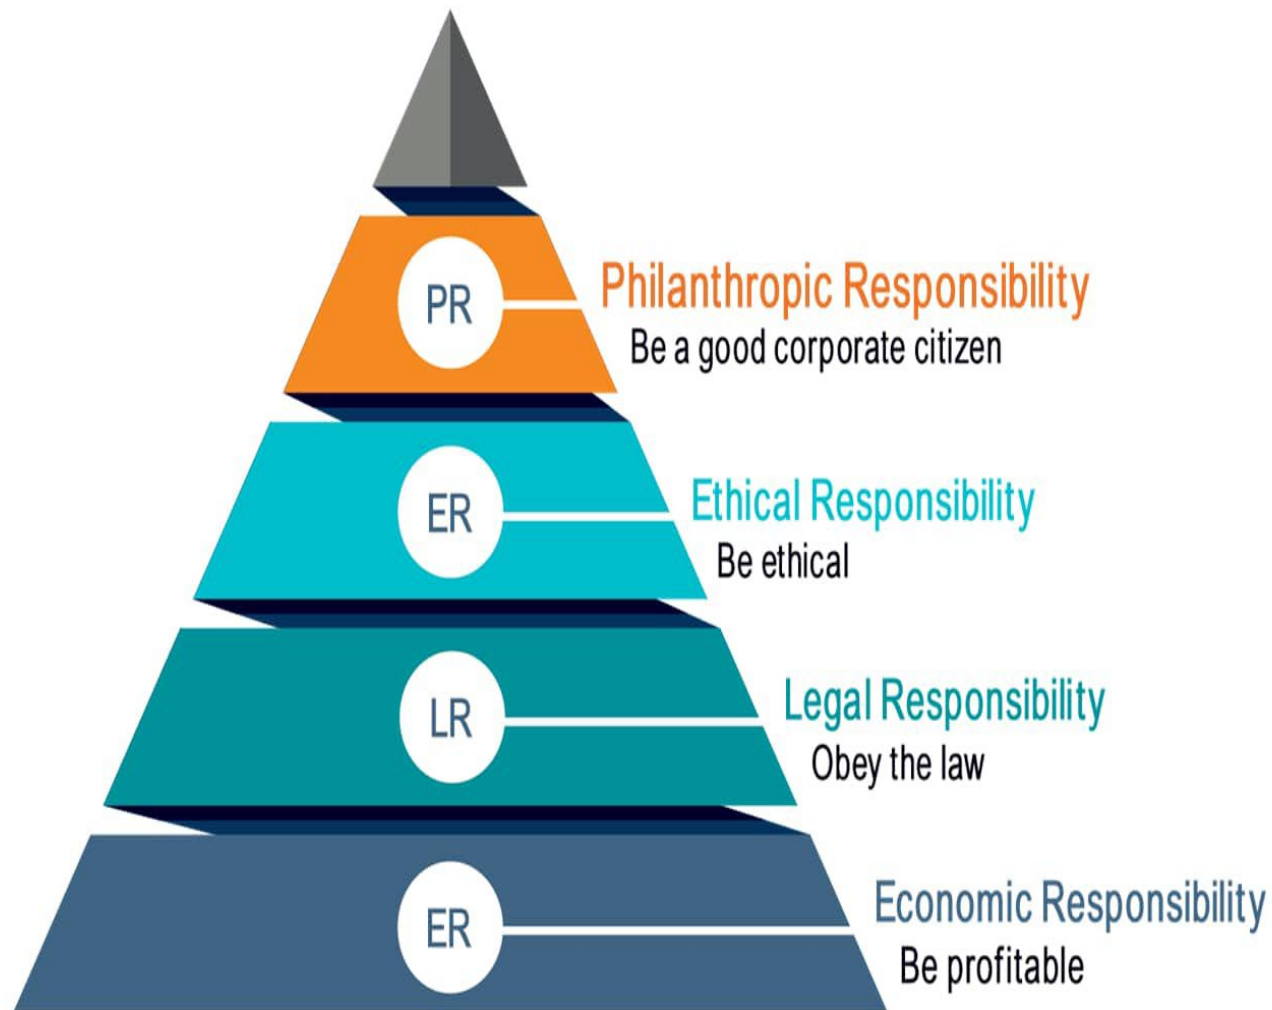 PR
Philanthropic Responsibility
Be a good corporate citizen
ER
Ethical Responsibility
Be ethical
LR
Legal Responsibility
Obey the law
ER
Economic Responsibility
Be profitable